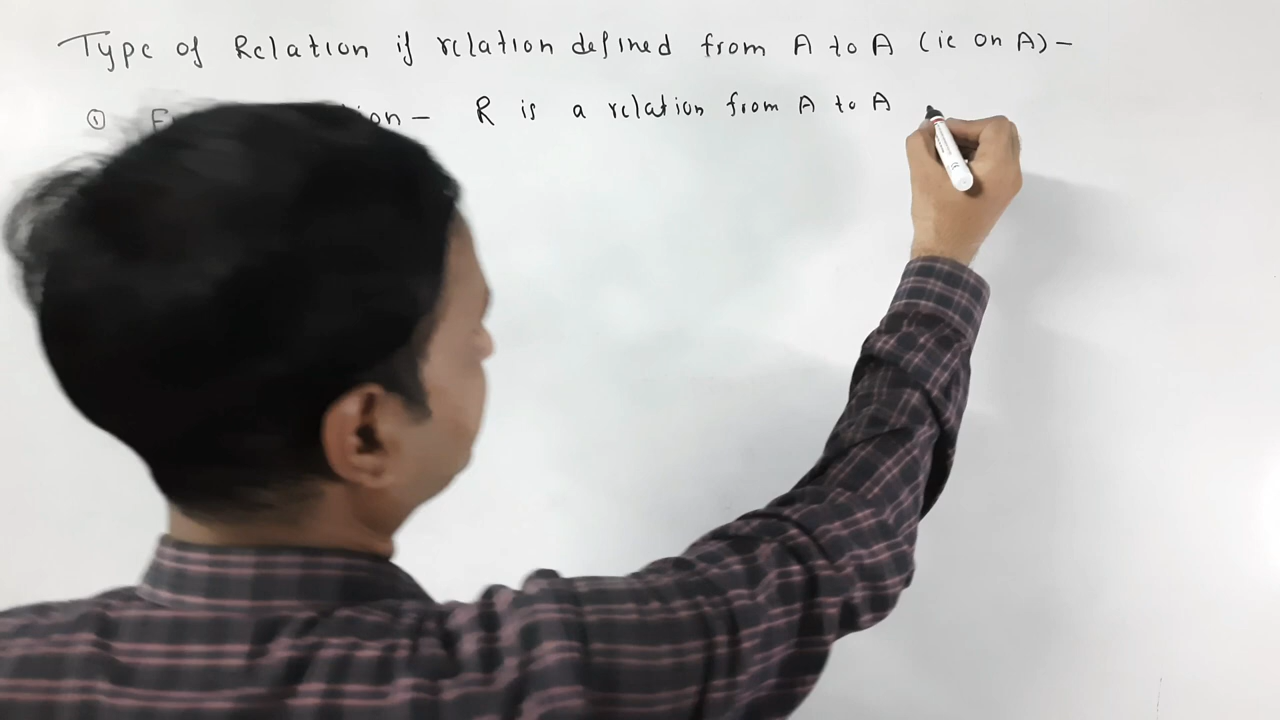 Type of Relation if relation defined from A to A (ie on A) –
① on – R is a relation from A to A